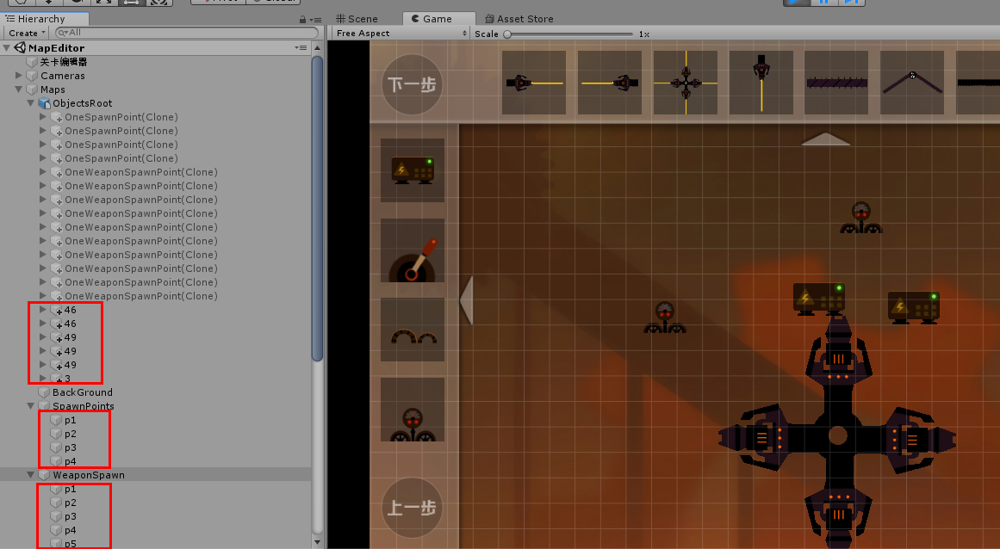 Hierarchy
Scene
Game
Asset Store
Create
All
Free Aspect
Scale
1x
MapEditor
关卡编辑器
Cameras
Maps
ObjectsRoot
OneSpawnPoint(Clone)
OneSpawnPoint(Clone)
OneSpawnPoint(Clone)
OneSpawnPoint(Clone)
OneWeaponSpawnPoint(Clone)
OneWeaponSpawnPoint(Clone)
OneWeaponSpawnPoint(Clone)
OneWeaponSpawnPoint(Clone)
OneWeaponSpawnPoint(Clone)
OneWeaponSpawnPoint(Clone)
OneWeaponSpawnPoint(Clone)
OneWeaponSpawnPoint(Clone)
OneWeaponSpawnPoint(Clone)
OneWeaponSpawnPoint(Clone)
46
46
49
49
49
3
BackGround
SpawnPoints
p1
p2
p3
p4
WeaponSpawn
p1
p2
p3
p4
p5
下一步
上一步